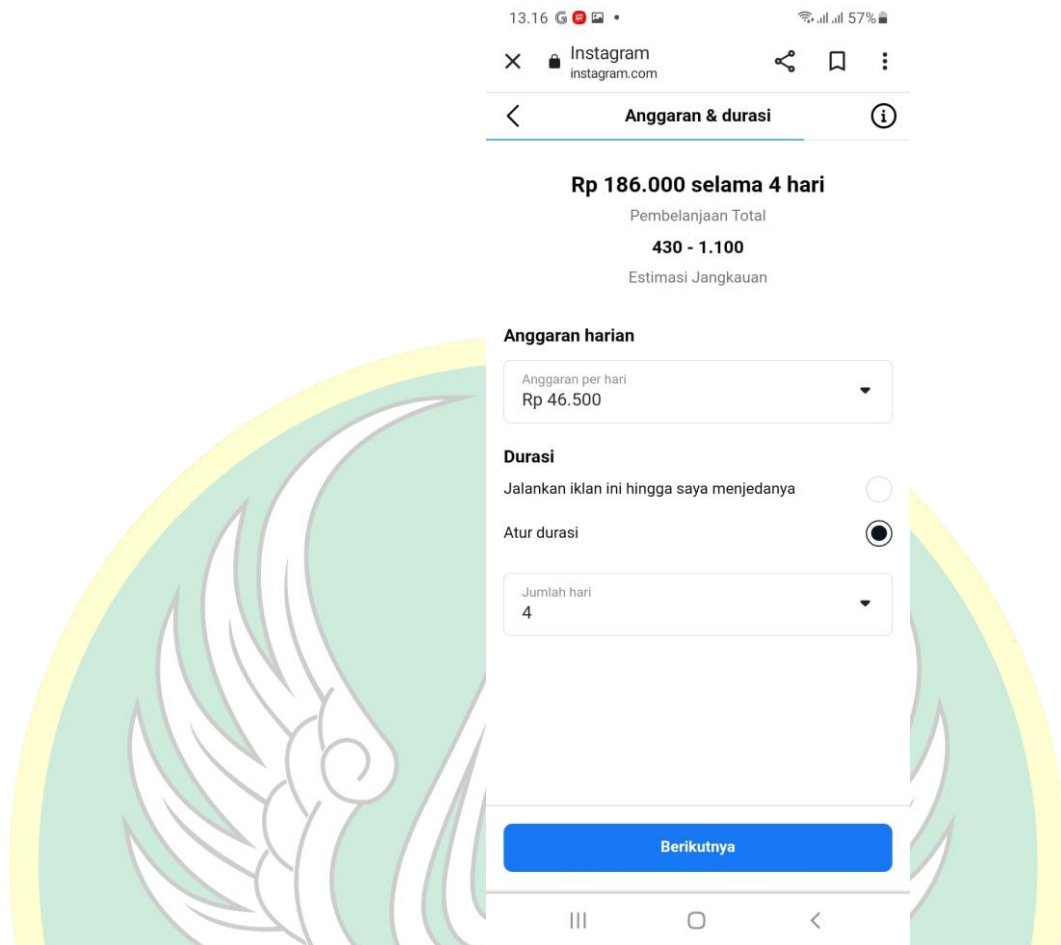 13.16 G
57%
Instagram
instagram.com
Anggaran & durasi
Rp 186.000 selama 4 hari
Pembelanjaan Total
430 - 1.100
Estimasi Jangkauan
Anggaran harian
Anggaran per hari
Rp 46.500
Durasi
Jalankan iklan ini hingga saya menjedanya
Atur durasi
Jumlah hari
4
Berikutnya